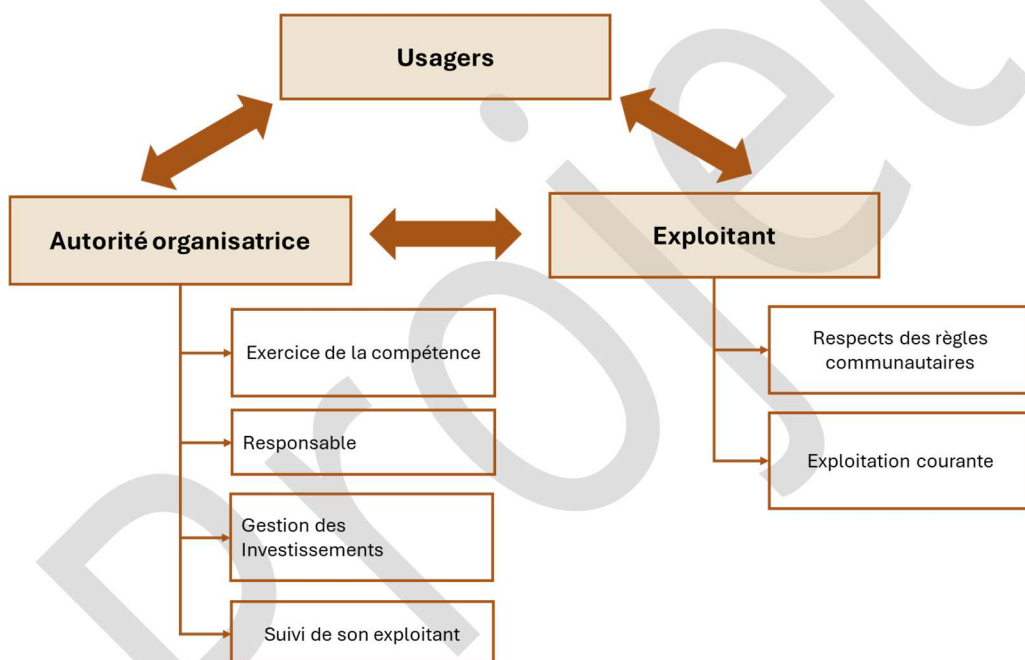 Usagers
Autorité organisatrice
Exploitant
Exercice de la compétence
Responsable
Gestion des
Investissements
Suivi de son exploitant
Respects des règles
communautaires
Exploitation courante
Projet